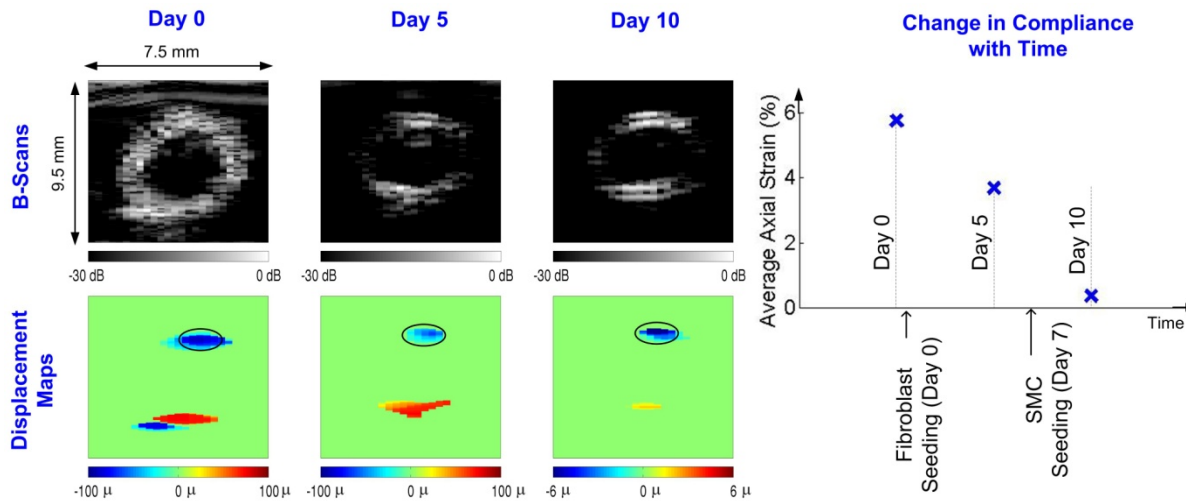 Day 0
Day 5
Day 10
Change in Compliance
with Time
7.5 mm
9.5 mm
B-Scans
-30 dB
0 dB
-30 dB
0 dB
-30 dB
0 dB
Displacement
Maps
-100 µ
0 µ
100 µ
-100 µ
0 µ
100 µ
-6 µ
0 µ
6 µ
Average Axial Strain (%)
6
4
2
0
Day 0
Day 5
Day 10
Time
Fibroblast
Seeding (Day 0)
SMC
Seeding (Day 7)